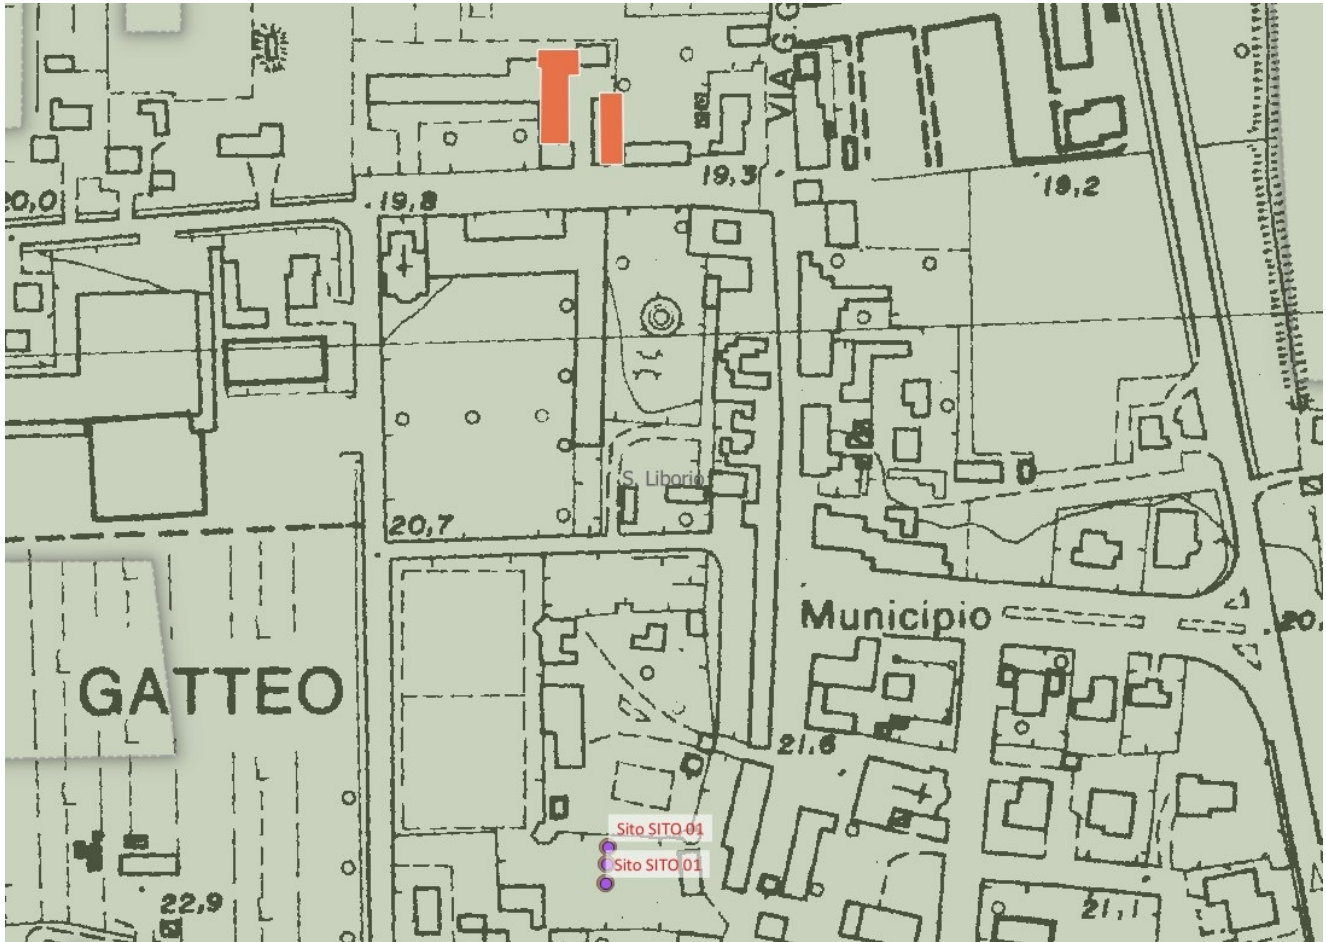 VIA G.G
20,0
19,8
19,3
19,2
S. Liborio
20,7
Municipio
20,
GATTEO
21,6
Sito SITO 01
Sito SITO 01
22,9
21,1